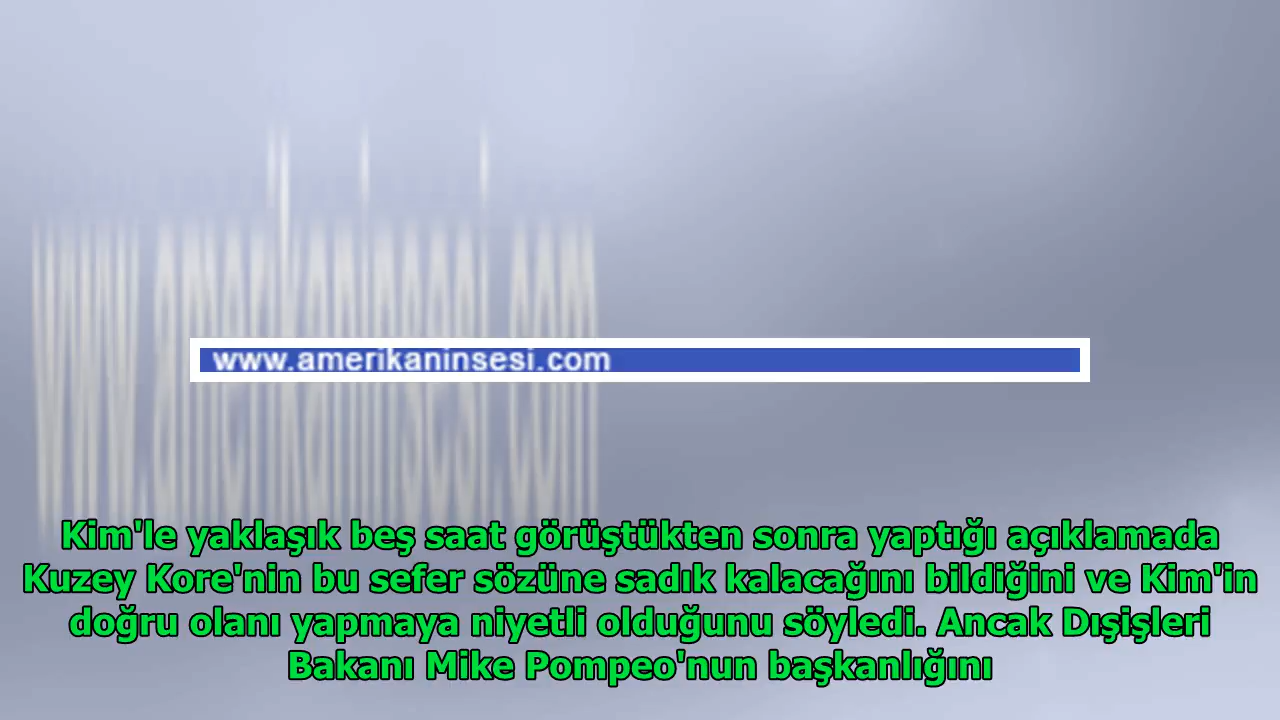 www.amerikaninsesi.com
Kim'le yaklaşık beş saat görüştükten sonra yaptığı açıklamada
Kuzey Kore'nin bu sefer sözüne sadık kalacağını bildiğini ve Kim'in
doğru olanı yapmaya niyetli olduğunu söyledi. Ancak Dışişleri
Bakanı Mike Pompeo'nun başkanlığını